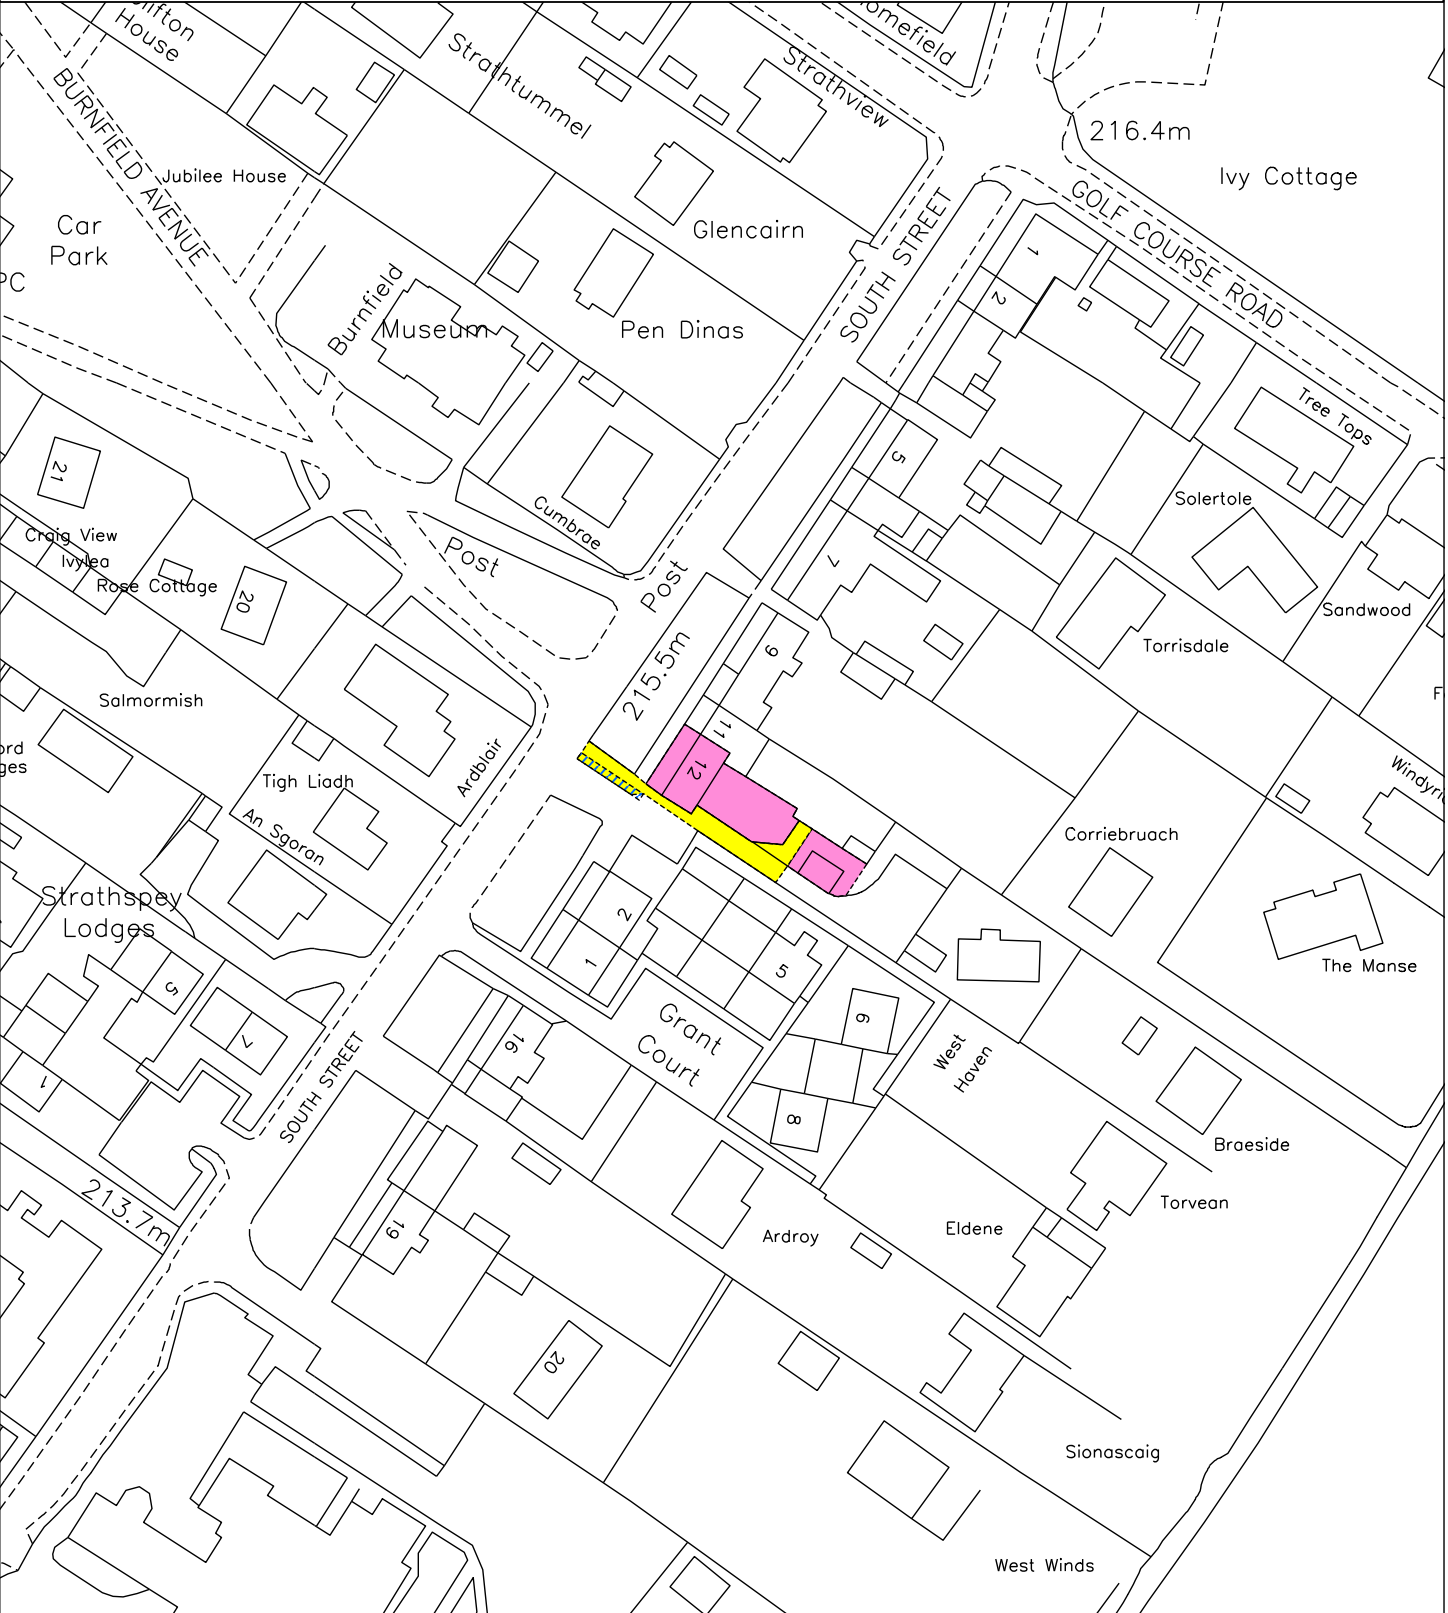 House
Strathtummel
Strathview
BURNFIELD AVENUE
216.4m
Jubilee House
Ivy Cottage
Car
Park
Glencairn
SOUTH STREET
GOLF COURSE ROAD
1
2
PC
Burnfield
Museum
Pen Dinas
Tree Tops
21
5
Solertole
Cumbrae
Craig View
Ivylea
Rose Cottage
Post
Post
7
20
Sandwood
Torrisdale
9
215.5m
Salmormish
11
12
Ardblair
Tigh Liadh
An Sgoran
Corriebruach
Strathspey
Lodges
2
1
5
The Manse
5
7
1
Grant
Court
9
8
16
West
Haven
SOUTH STREET
Braeside
213.7m
Torvean
19
Ardroy
Eldene
20
Sionascaig
West Winds